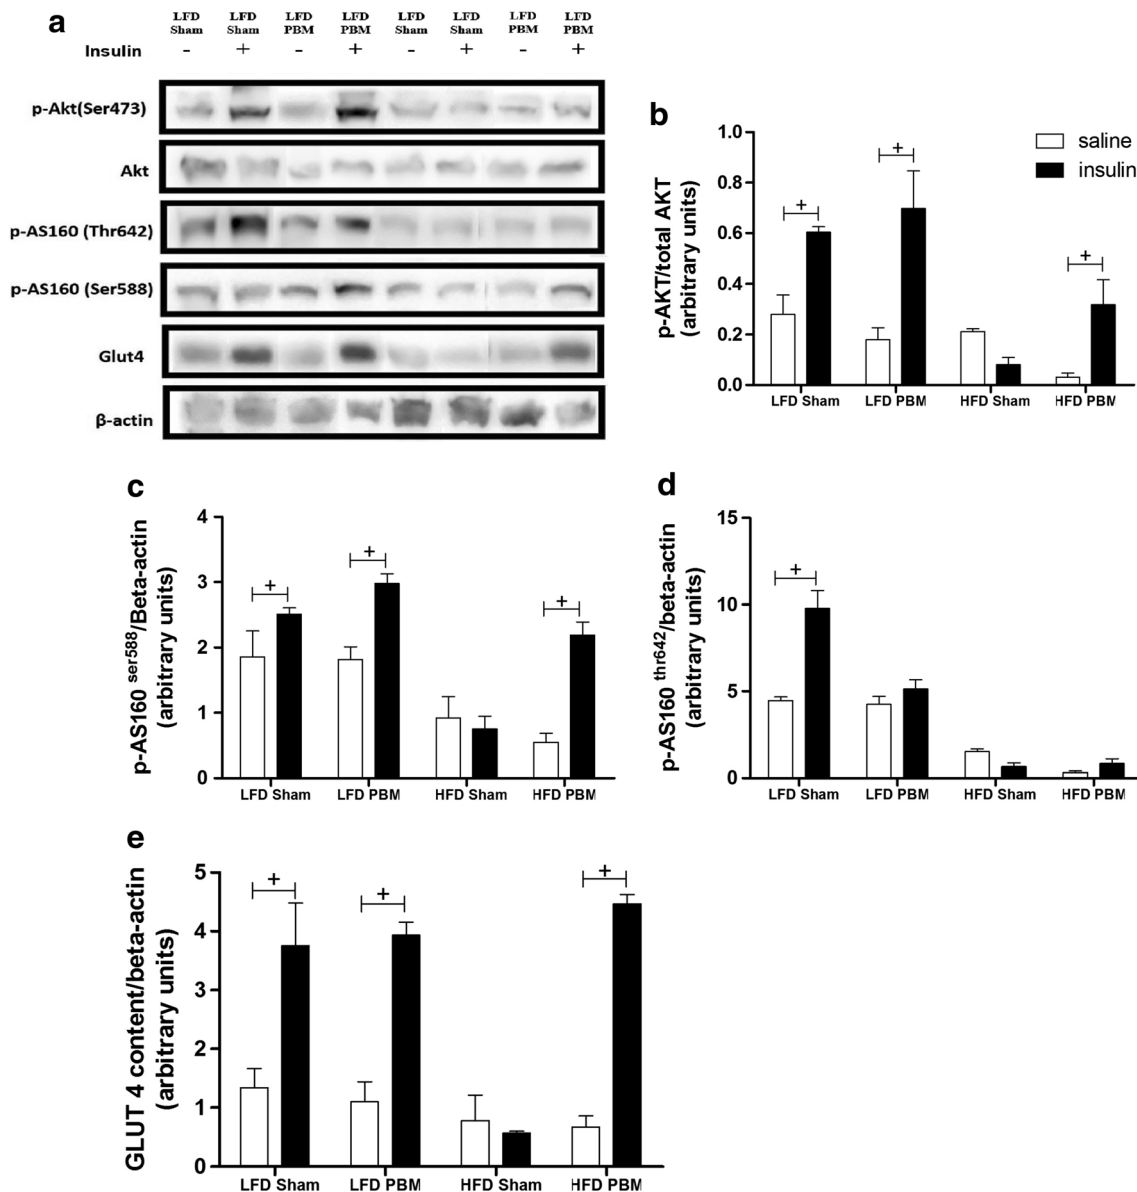 a
LFD LFD LFD LFD LFD LFD LFD LFD
Sham Sham PBM PBM Sham Sham PBM PBM
Insulin - + - + - + - +
p-Akt(Ser473)
Akt
p-AS160 (Thr642)
p-AS160 (Ser588)
Glut4
β-actin
b
p-AKT/total AKT
(arbitrary units)
1.0
0.8
0.6
0.4
0.2
0.0
+ + +
saline
insulin
LFD Sham LFD PBM HFD Sham HFD PBM
c
p-AS160 ser588/Beta-actin
(arbitrary units)
4
3
2
1
0
+ + +
LFD Sham LFD PBM HFD Sham HFD PBM
d
p-AS160 thr642/beta-actin
(arbitrary units)
15
10
5
0
+
LFD Sham LFD PBM HFD Sham HFD PBM
e
GLUT 4 content/beta-actin
(arbitrary units)
5
4
3
2
1
0
+ + +
LFD Sham LFD PBM HFD Sham HFD PBM